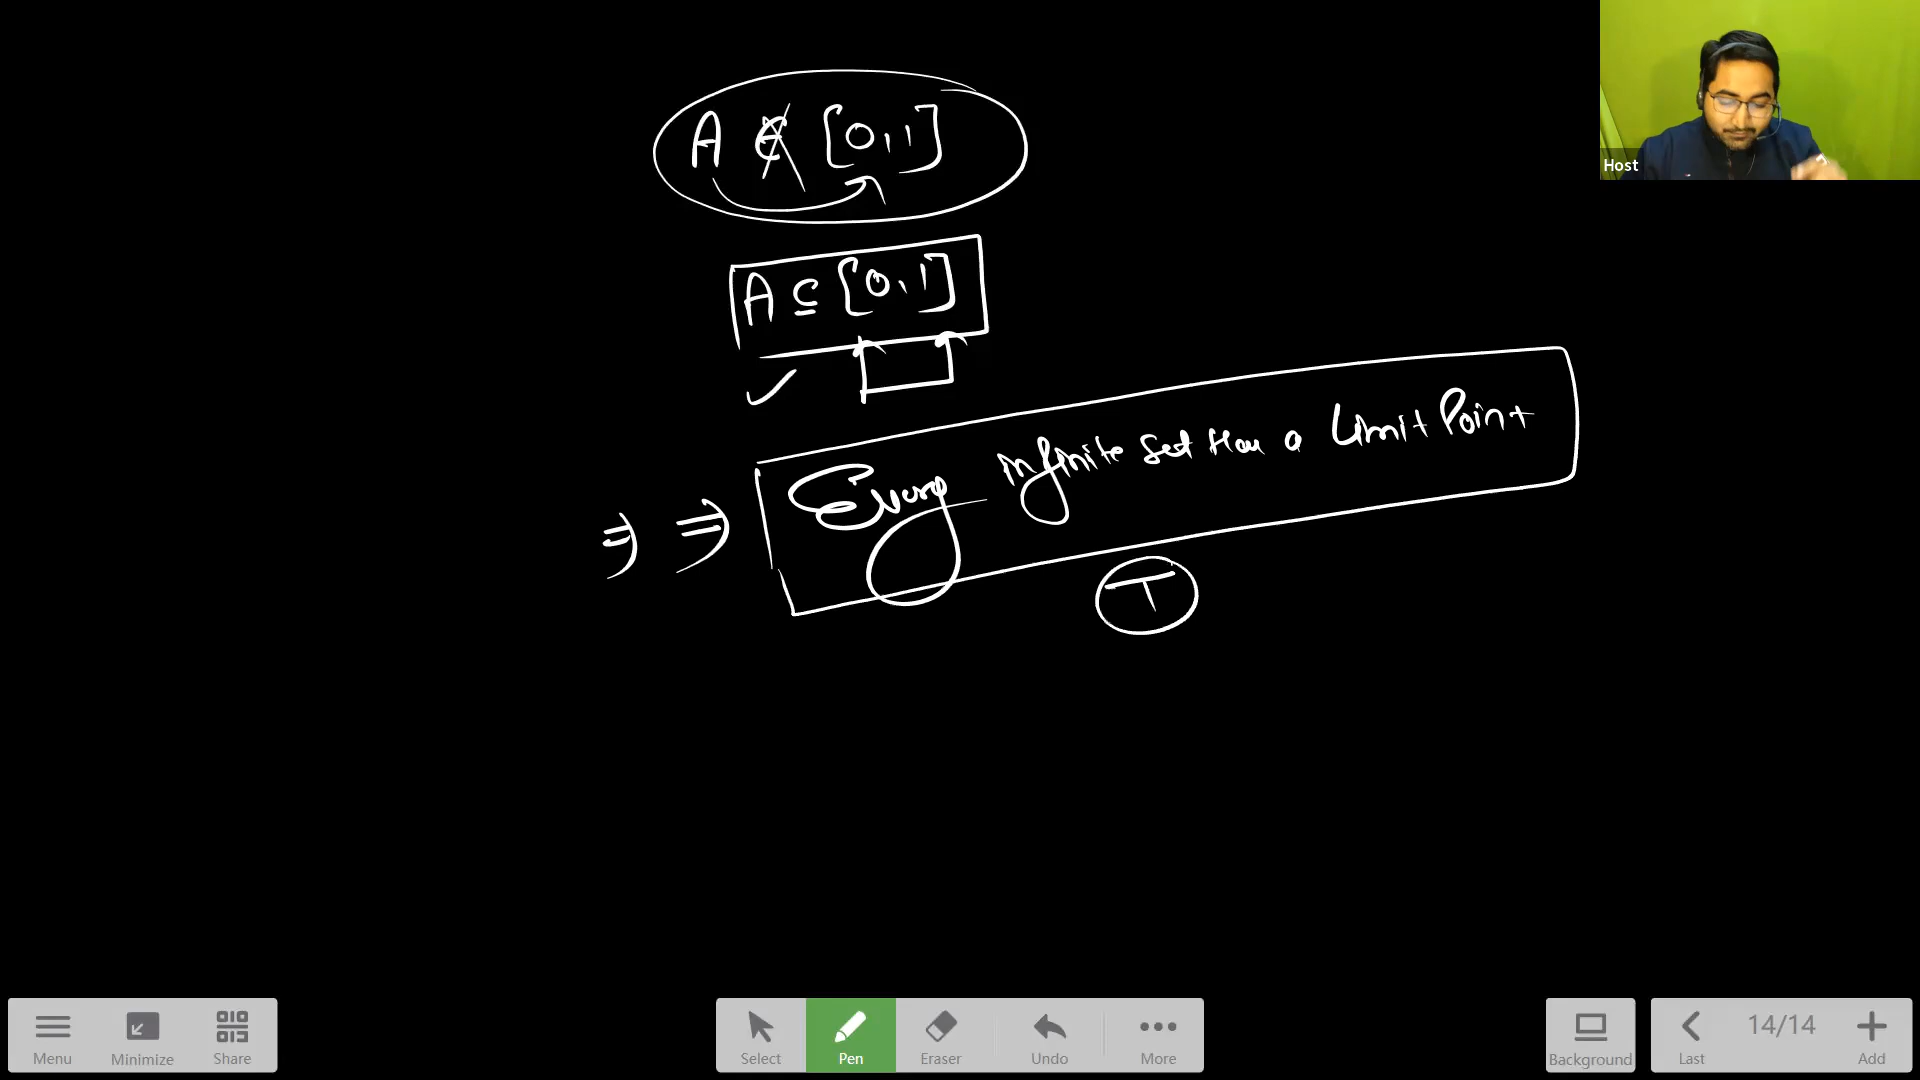 A ⊄ [0,1]
Host
A ⊆ [0,1]
⇒ ⇒ Every infinite set Has a Limit Point
T
Menu Minimize Share Select Pen Eraser Undo More Background Last 14/14 Add